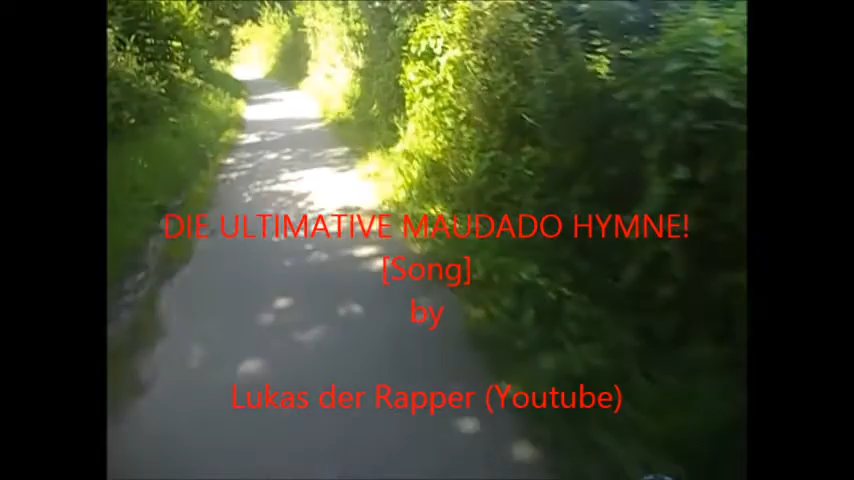 DIE ULTIMATIVE MAUDADO HYMNE!
[Song]
by
Lukas der Rapper (Youtube)